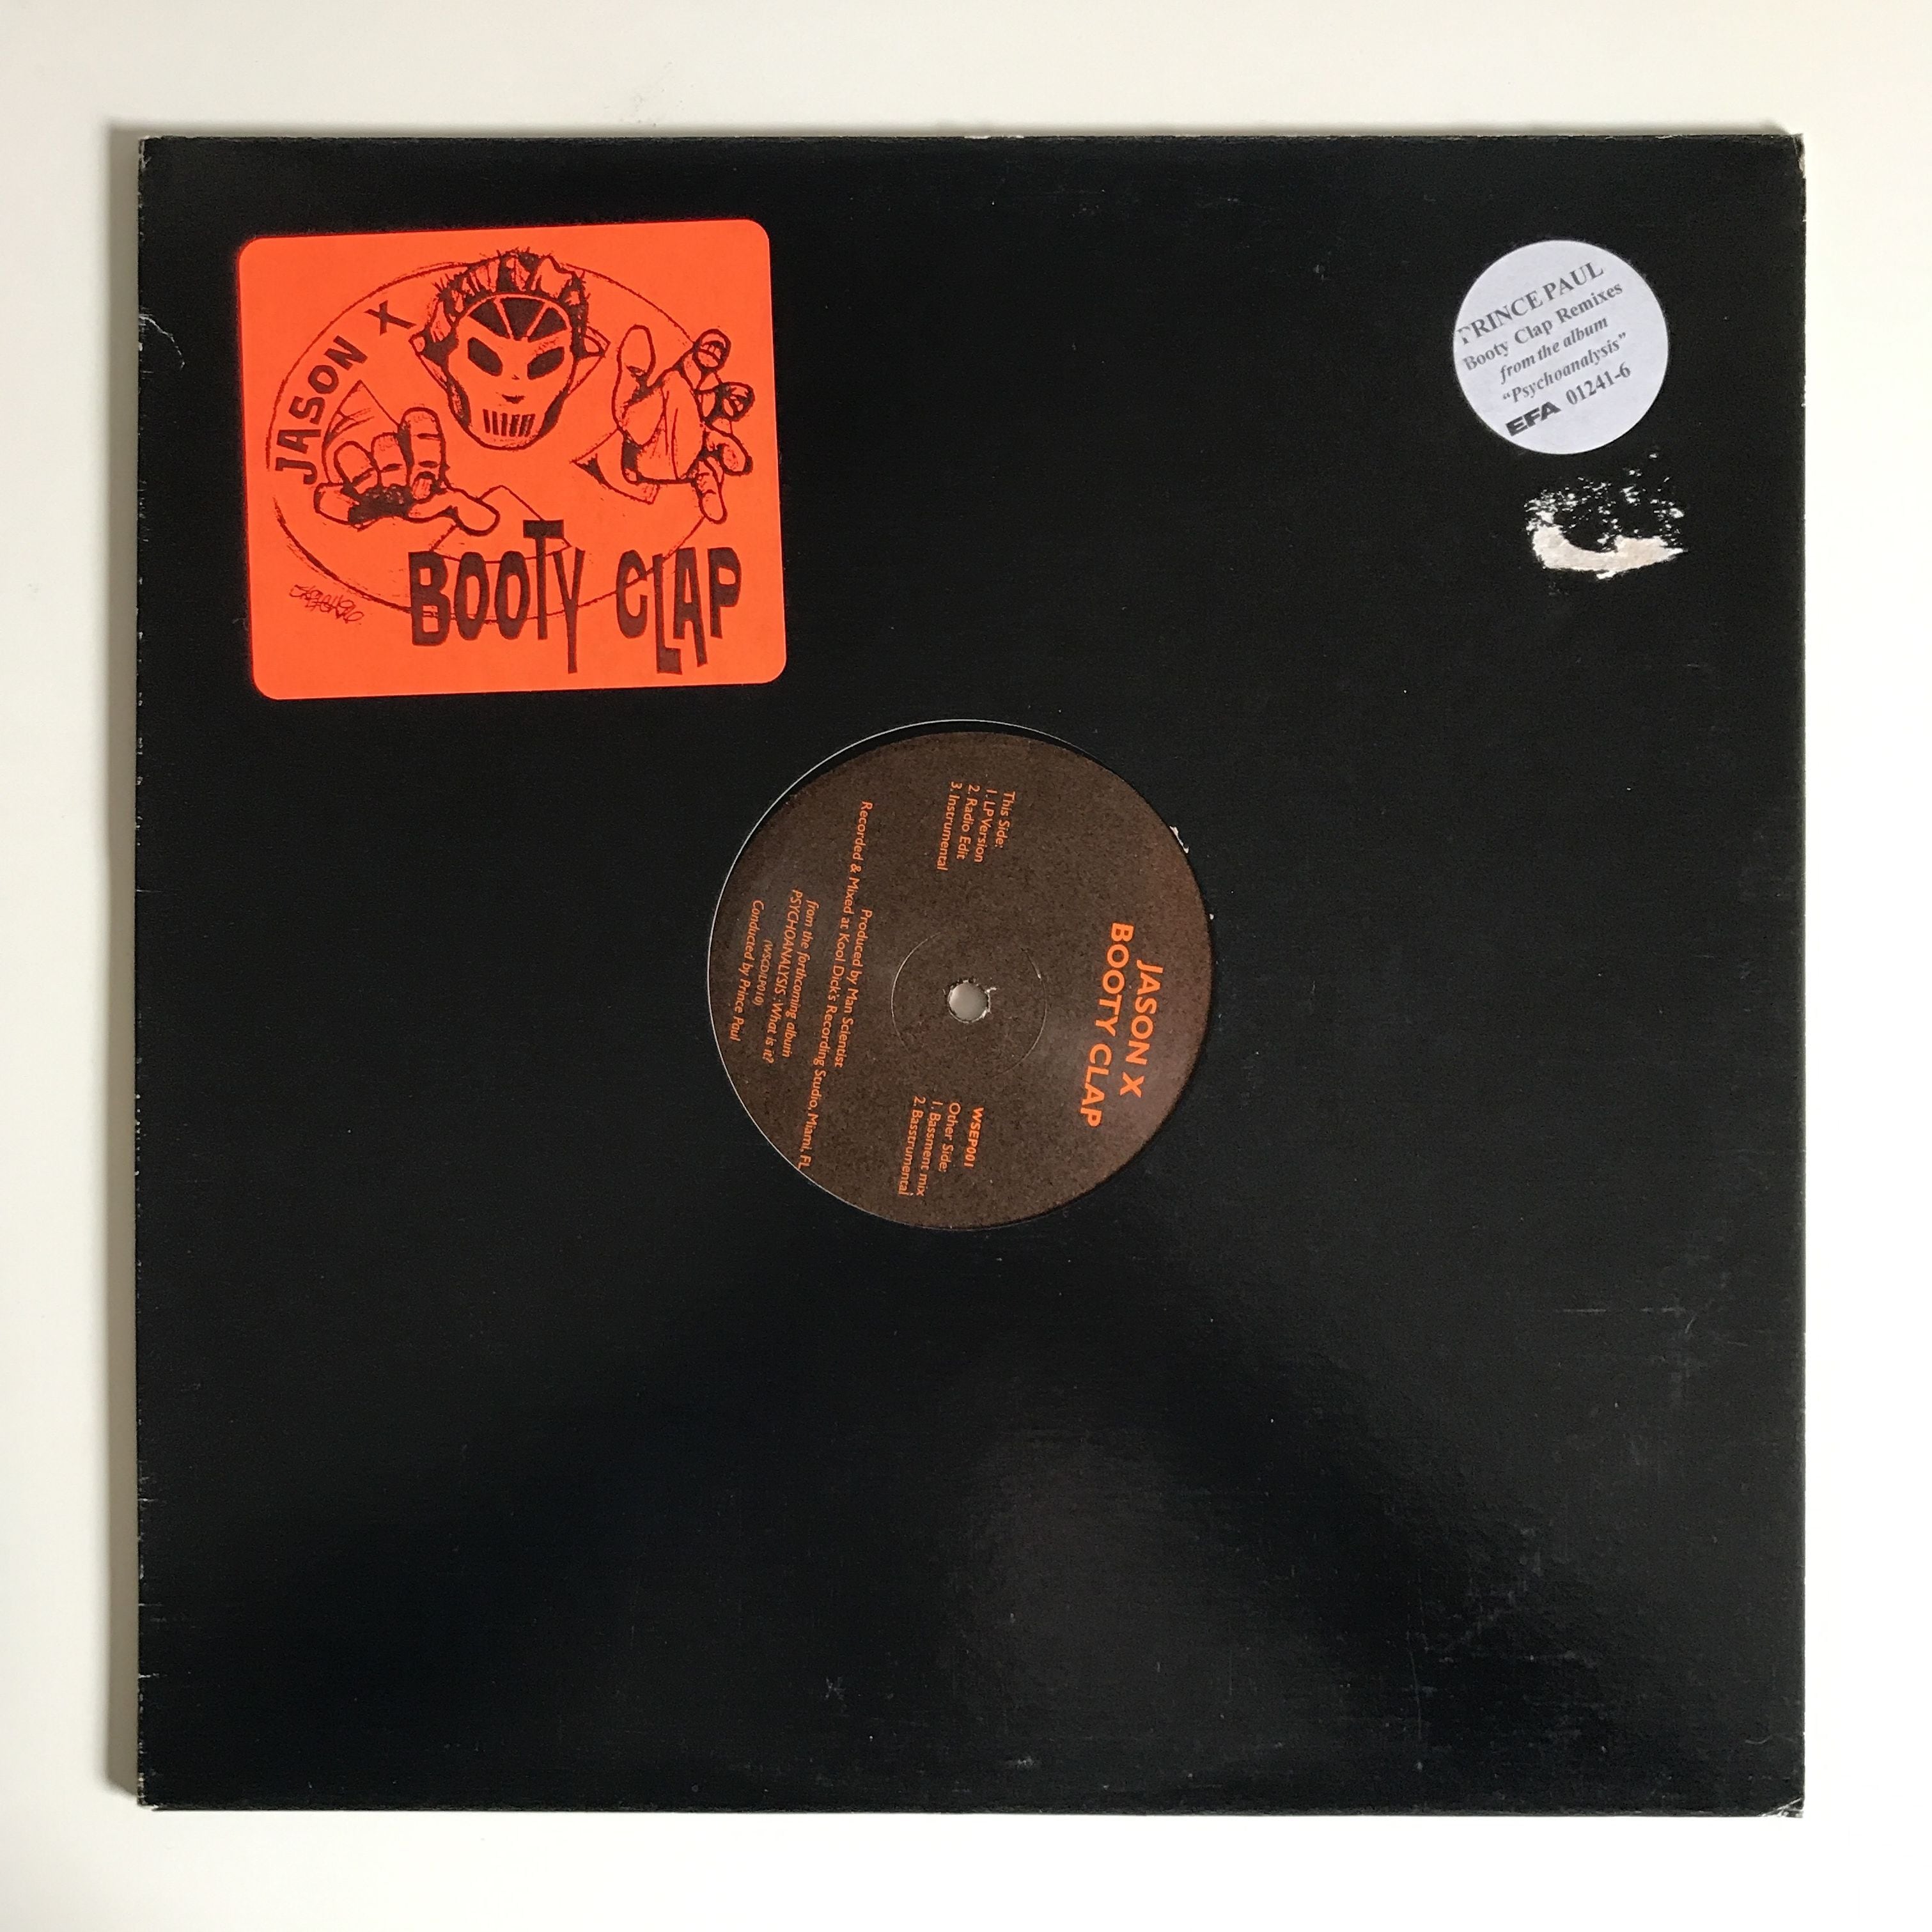 JASON X
BOOTY CLAP
PRINCE PAUL
Booty Clap Remixes
from the album
"Psychoanalysis"
EFA 01241-6
JASON X
BOOTY CLAP
This Side:
1. LP Version
2. Radio Edit
3. Instrumental
WSEP001
Other Side:
1. Bassment mix
2. Basstrumental
Produced by Man Scientist
Recorded & Mixed at Kool Dick's Recording Studio, Miami, FL
from the forthcoming album
PSYCHOANALYSIS :What is it?
(WSCD/LP010)
Conducted by Prince Paul